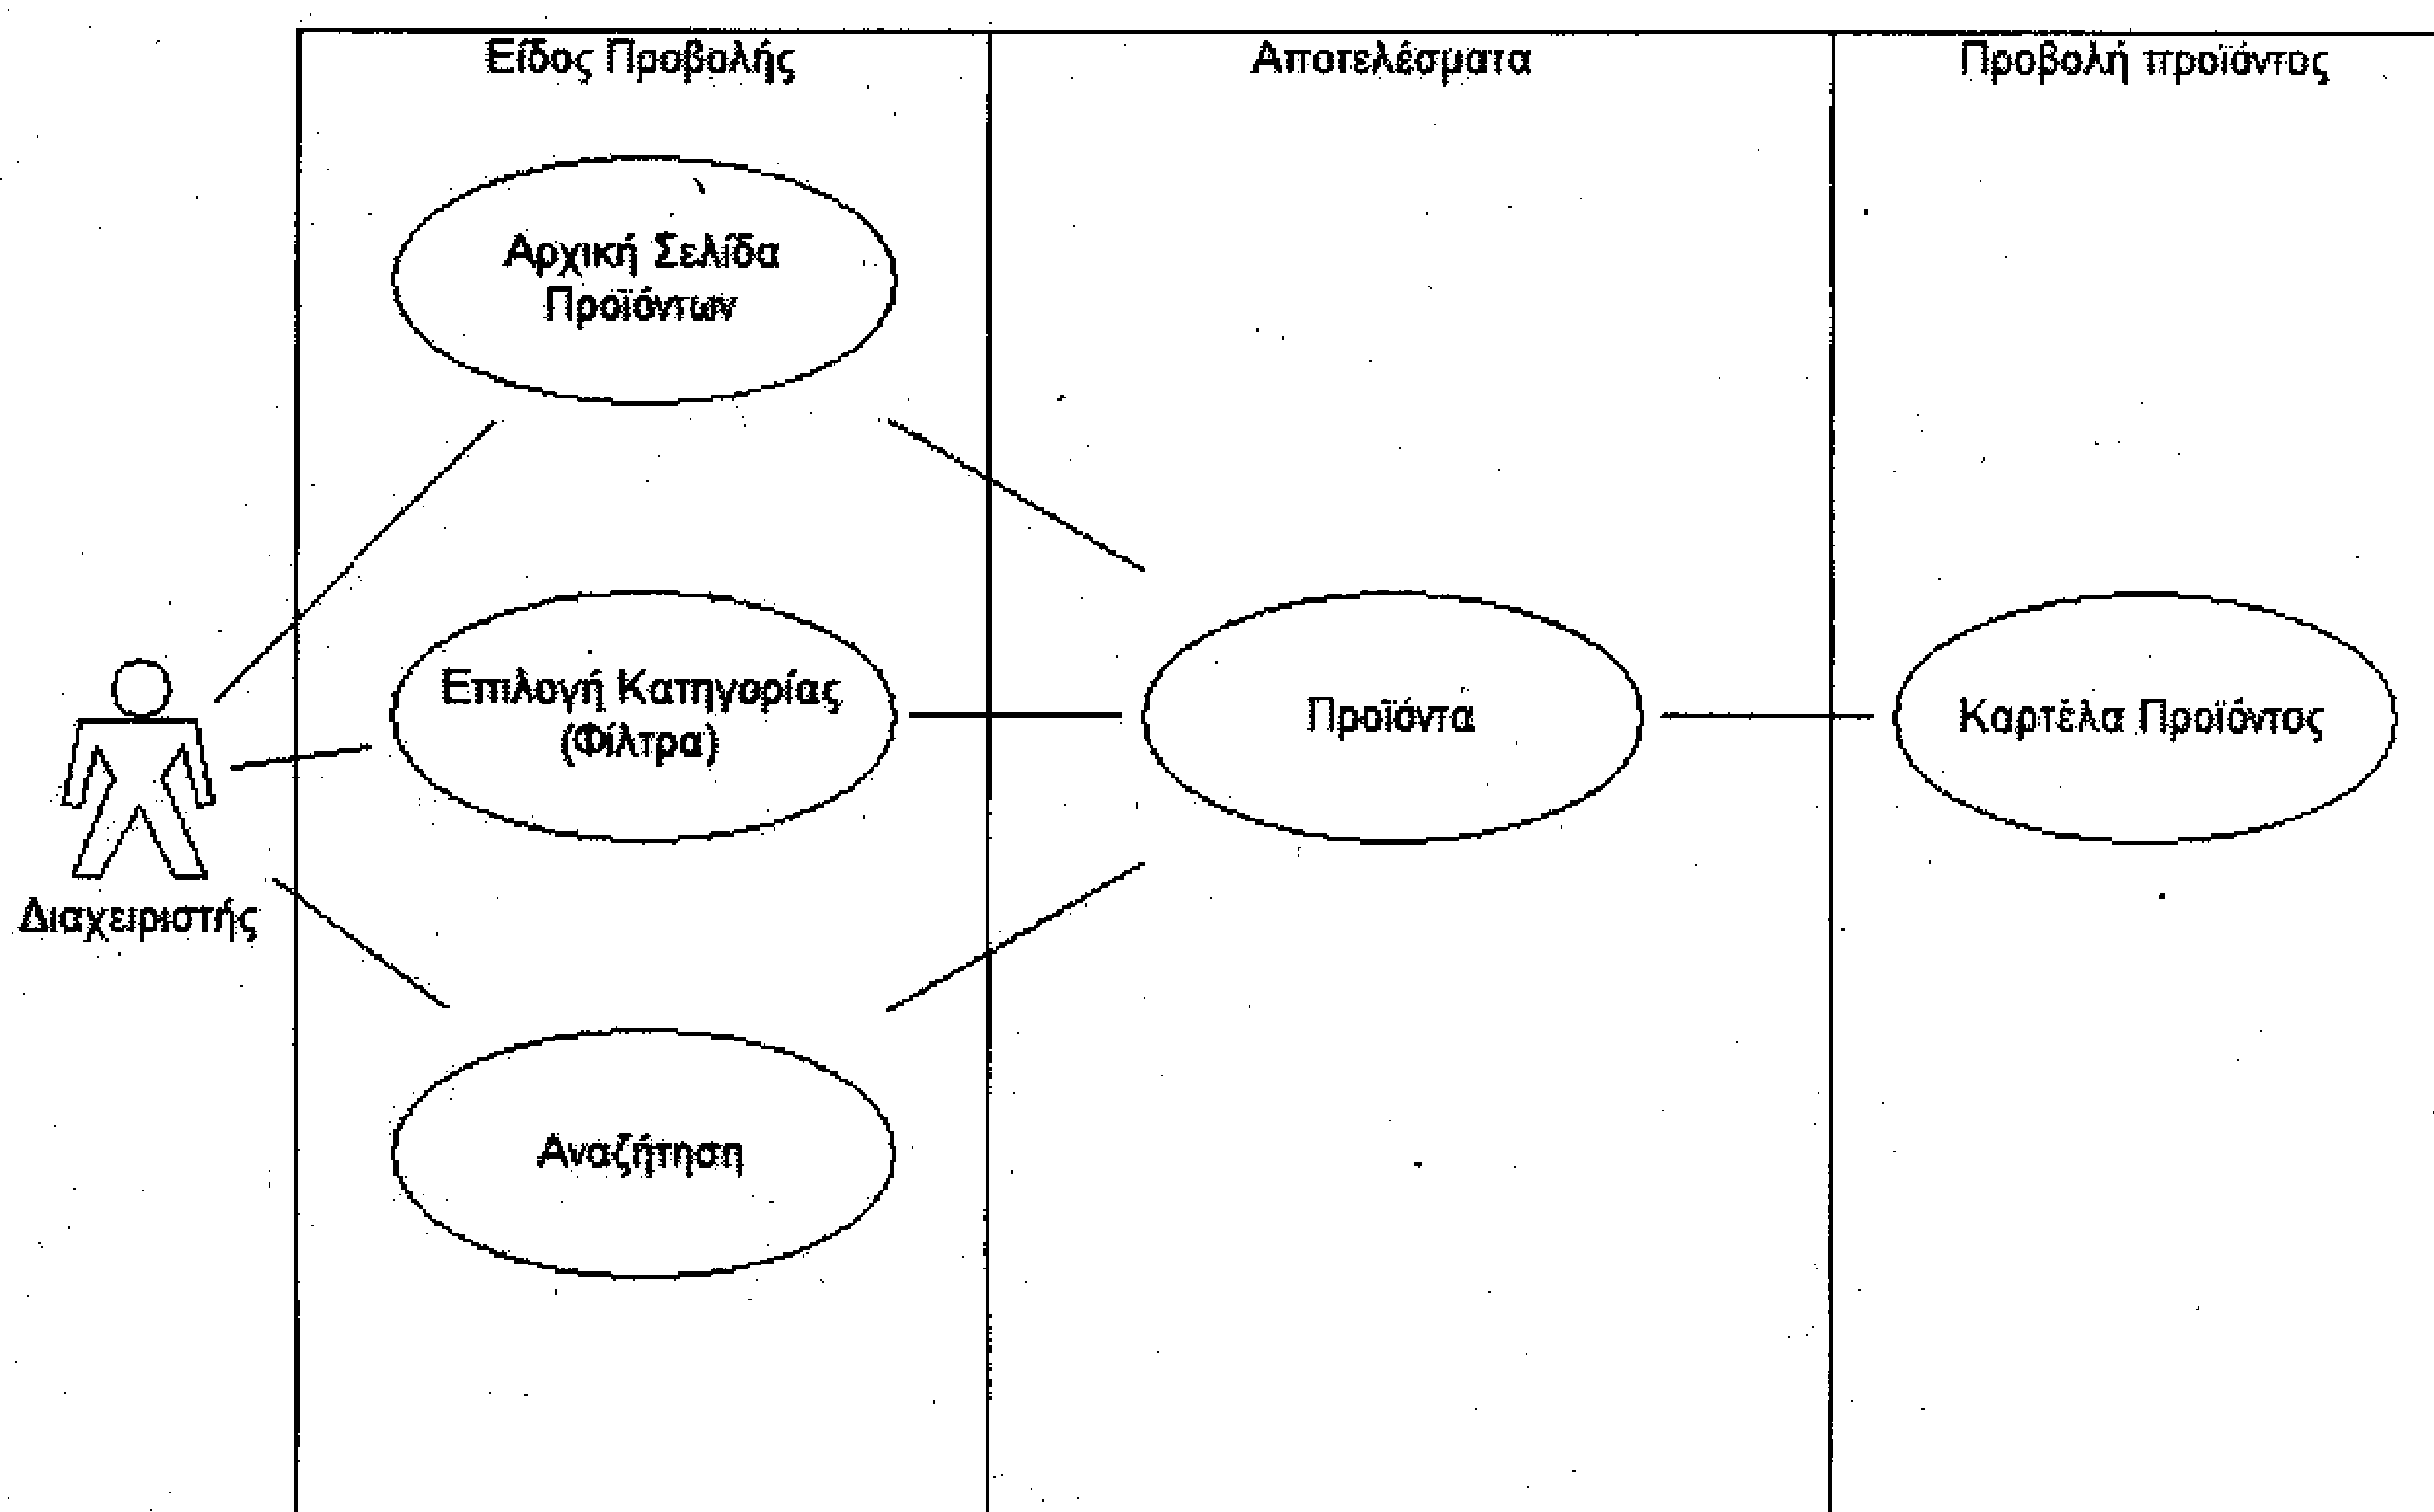 Είδος Προβολής
Αποτελέσματα
Προβολή προϊόντος
Αρχική Σελίδα
Προϊόντων
Επιλογή Κατηγορίας
(Φίλτρα)
Προϊόντα
Καρτέλα Προϊόντος
Διαχειριστής
Αναζήτηση